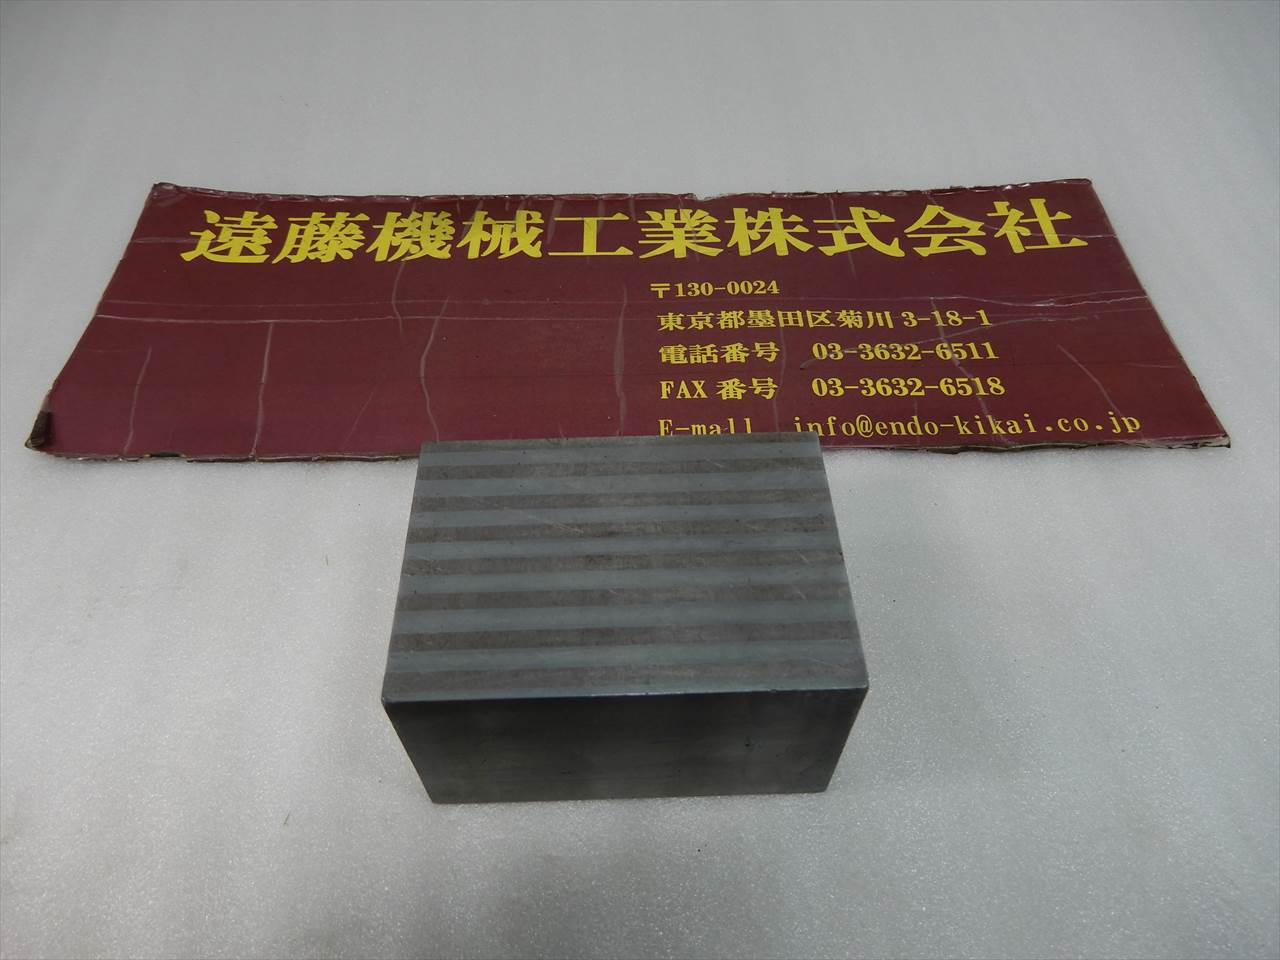 遠藤機械工業株式会社
〒130-0024
東京都墨田区菊川 3-18-1
電話番号 03-3632-6511
FAX 番号 03-3632-6518
E-mall info@endo-kikai.co.jp